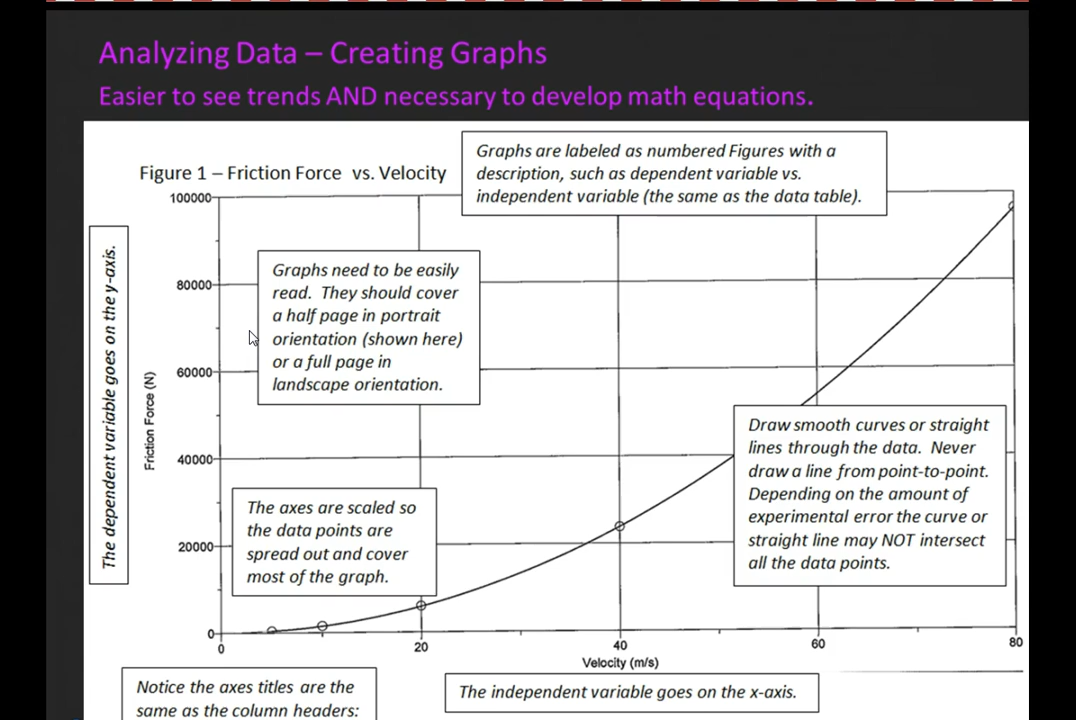 Analyzing Data – Creating Graphs
Easier to see trends AND necessary to develop math equations.
Graphs are labeled as numbered Figures with a
description, such as dependent variable vs.
independent variable (the same as the data table).
Figure 1 – Friction Force vs. Velocity
100000
80000
60000
40000
20000
0
The dependent variable goes on the y-axis.
Friction Force (N)
Graphs need to be easily
read. They should cover
a half page in portrait
orientation (shown here)
or a full page in
landscape orientation.
The axes are scaled so
the data points are
spread out and cover
most of the graph.
Draw smooth curves or straight
lines through the data. Never
draw a line from point-to-point.
Depending on the amount of
experimental error the curve or
straight line may NOT intersect
all the data points.
0 20 40 60 80
Velocity (m/s)
Notice the axes titles are the
same as the column headers:
The independent variable goes on the x-axis.